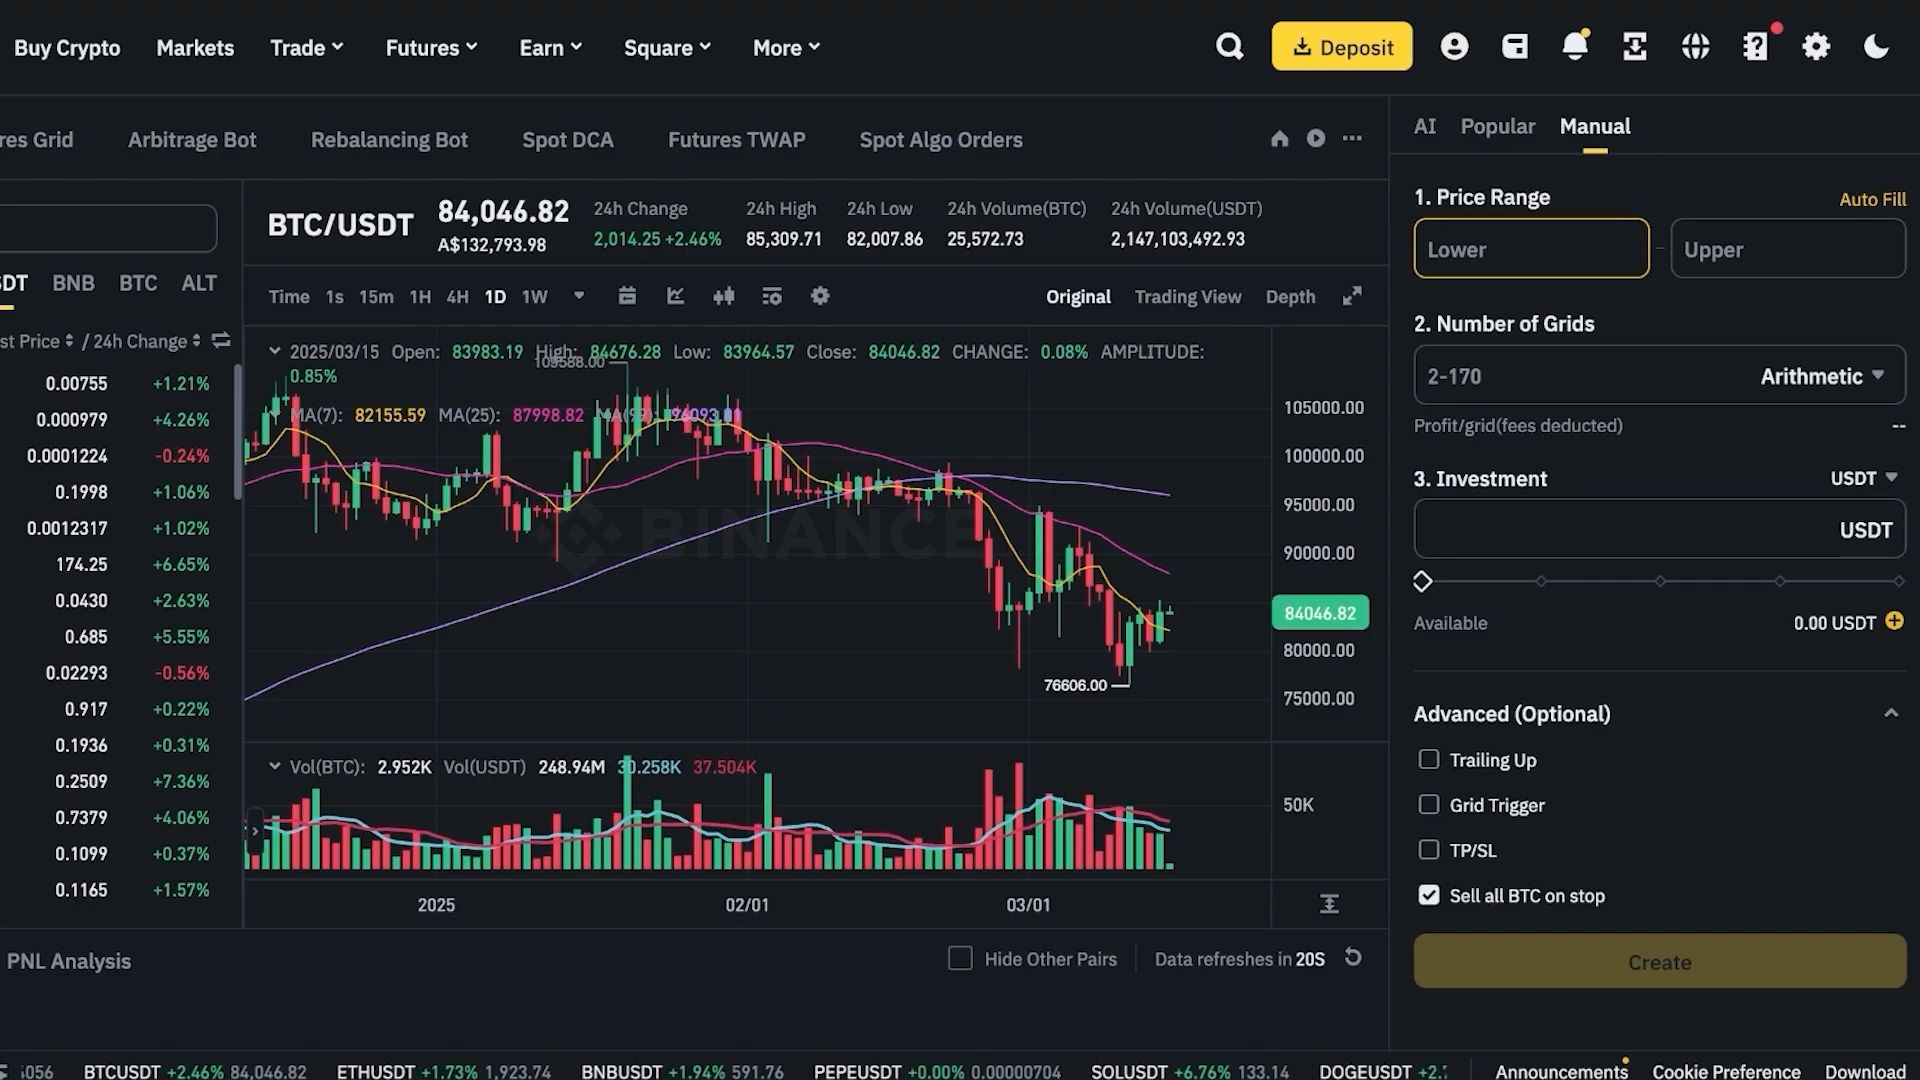 Buy Crypto Markets Trade Futures Earn Square More Deposit
res Grid Arbitrage Bot Rebalancing Bot Spot DCA Futures TWAP Spot Algo Orders
AI Popular Manual
BTC/USDT 84,046.82 A$132,793.98
24h Change 24h High 24h Low 24h Volume(BTC) 24h Volume(USDT)
2,014.25 +2.46% 85,309.71 82,007.86 25,572.73 2,147,103,492.93
SDT BNB BTC ALT
st Price / 24h Change
0.00755 +1.21%
0.000979 +4.26%
0.0001224 -0.24%
0.1998 +1.06%
0.0012317 +1.02%
174.25 +6.65%
0.0430 +2.63%
0.685 +5.55%
0.02293 -0.56%
0.917 +0.22%
0.1936 +0.31%
0.2509 +7.36%
0.7379 +4.06%
0.1099 +0.37%
0.1165 +1.57%
Time 1s 15m 1H 4H 1D 1W Original Trading View Depth
2025/03/15 Open: 83983.19 High: 84676.28 Low: 83964.57 Close: 84046.82 CHANGE: 0.08% AMPLITUDE:
0.85%
109588.00
MA(7): 82155.59 MA(25): 87998.82 MA(99): 96093.81
BINANCE
105000.00
100000.00
95000.00
90000.00
84046.82
80000.00
76606.00
75000.00
Vol(BTC): 2.952K Vol(USDT) 248.94M 30.258K 37.504K
50K
2025 02/01 03/01
1. Price Range Auto Fill
Lower – Upper
2. Number of Grids
2-170 Arithmetic
Profit/grid(fees deducted) --
3. Investment USDT
USDT
Available 0.00 USDT
Advanced (Optional)
Trailing Up
Grid Trigger
TP/SL
Sell all BTC on stop
Create
PNL Analysis Hide Other Pairs Data refreshes in 20S
BTCUSDT +2.46% 84,046.82 ETHUSDT +1.73% 1,923.74 BNBUSDT +1.94% 591.76 PEPEUSDT +0.00% 0.00000704 SOLUSDT +6.76% 133.14 DOGEUSDT Announcements Cookie Preference Download